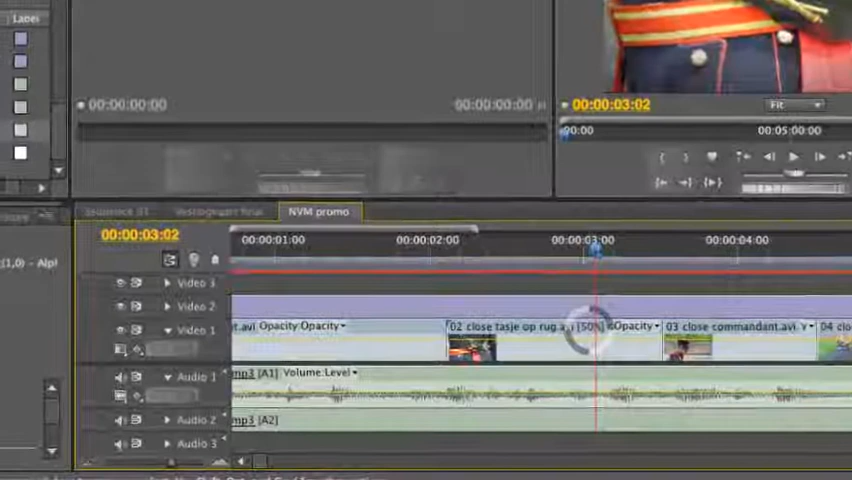 Label
00:00:00:00
00:00:00:00
00:00:03:02
Fit
00:00
00:05:00:00
Sequence 01
NVM promo
00:00:03:02
00:00:01:00
00:00:02:00
00:00:03:00
00:00:04:00
(1,0) - Alpl
Video 3
Video 2
Video 1
t.avi Opacity:Opacity
02 close tasje op rug.avi [50%]
:Opacity
03 close commandant.avi
04 clo
Audio 1
mp3 [A1] Volume:Level
Audio 2
mp3 [A2]
Audio 3